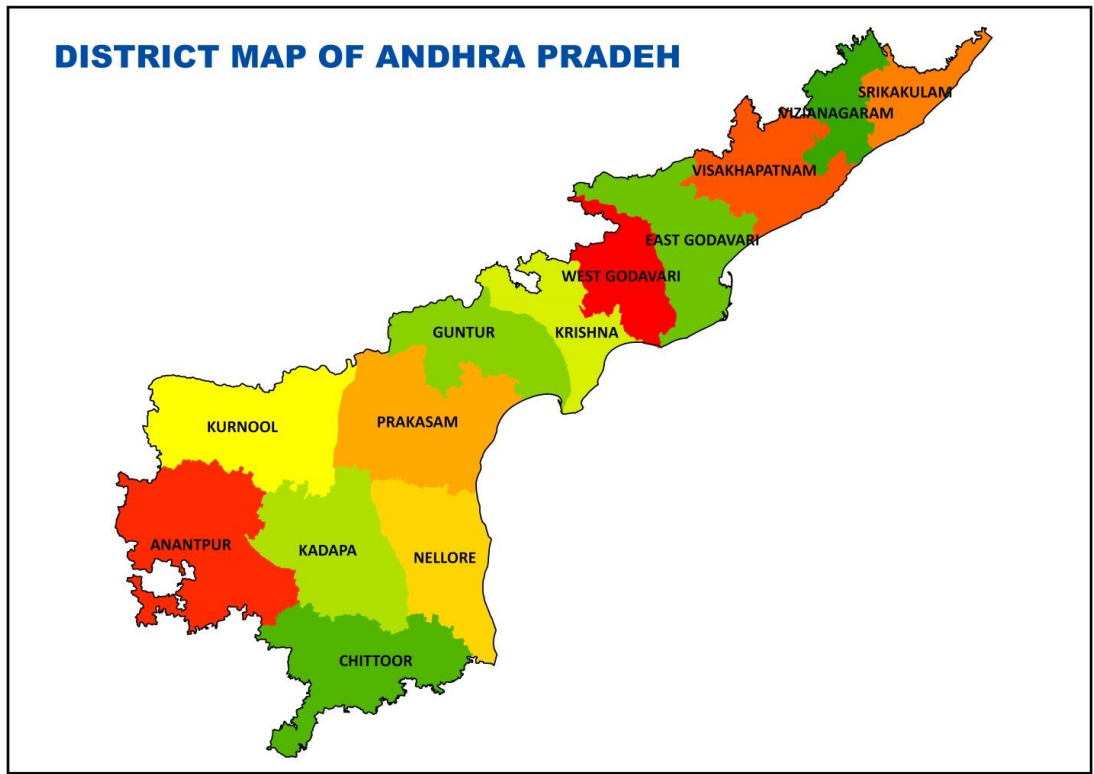 DISTRICT MAP OF ANDHRA PRADEH
SRIKAKULAM
VIZIANAGARAM
VISAKHAPATNAM
EAST GODAVARI
WEST GODAVARI
GUNTUR
KRISHNA
PRAKASAM
KURNOOL
ANANTPUR
KADAPA
NELLORE
CHITTOOR